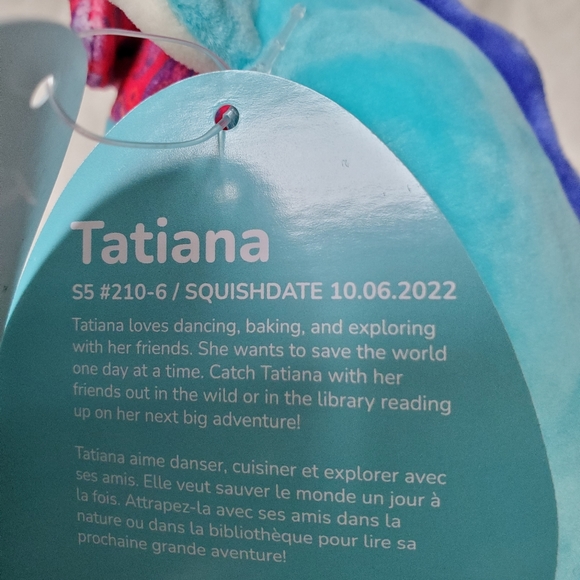 Tatiana
S5 #210-6 / SQUISHDATE 10.06.2022
Tatiana loves dancing, baking, and exploring
with her friends. She wants to save the world
one day at a time. Catch Tatiana with her
friends out in the wild or in the library reading
up on her next big adventure!
Tatiana aime danser, cuisiner et explorer avec
ses amis. Elle veut sauver le monde un jour à
la fois. Attrapez-la avec ses amis dans la
nature ou dans la bibliothèque pour lire sa
prochaine grande aventure!